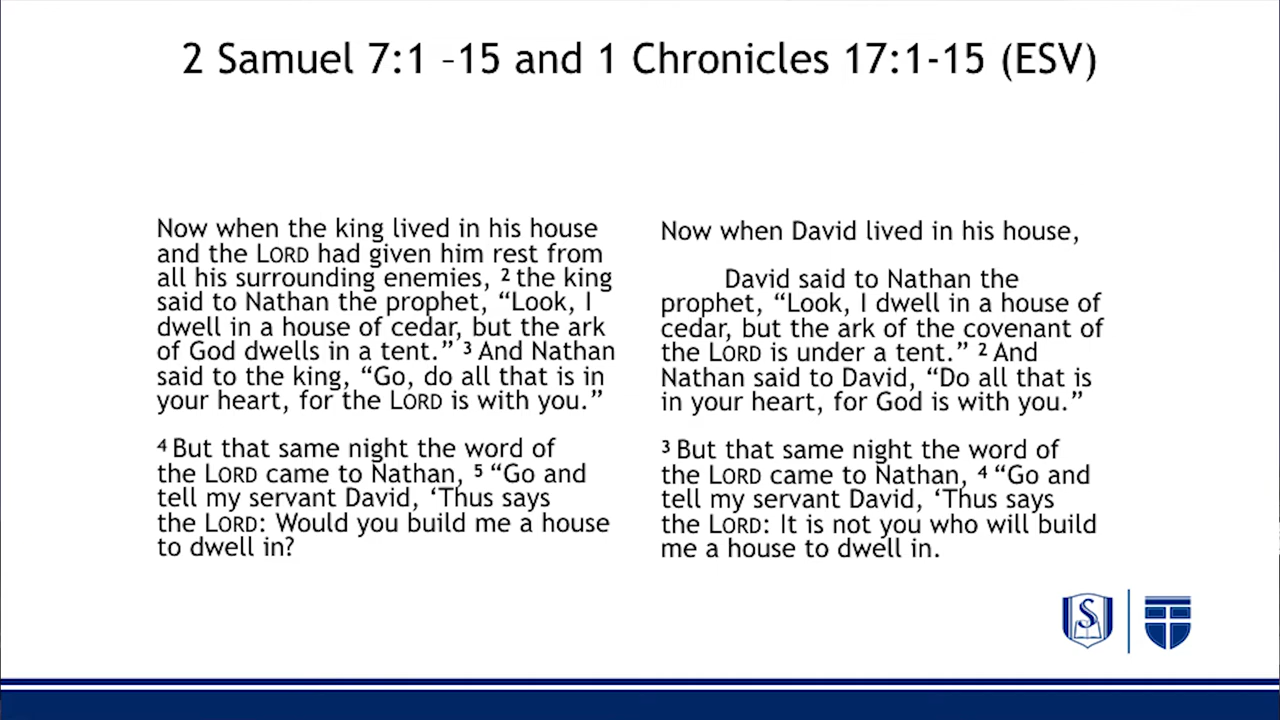 2 Samuel 7:1 –15 and 1 Chronicles 17:1-15 (ESV)
Now when the king lived in his house
and the LORD had given him rest from
all his surrounding enemies, ² the king
said to Nathan the prophet, “Look, I
dwell in a house of cedar, but the ark
of God dwells in a tent.” ³ And Nathan
said to the king, “Go, do all that is in
your heart, for the LORD is with you.”
⁴ But that same night the word of
the LORD came to Nathan, ⁵ “Go and
tell my servant David, ‘Thus says
the LORD: Would you build me a house
to dwell in?
Now when David lived in his house,
David said to Nathan the
prophet, “Look, I dwell in a house of
cedar, but the ark of the covenant of
the LORD is under a tent.” ² And
Nathan said to David, “Do all that is
in your heart, for God is with you.”
³ But that same night the word of
the LORD came to Nathan, ⁴ “Go and
tell my servant David, ‘Thus says
the LORD: It is not you who will build
me a house to dwell in.
S